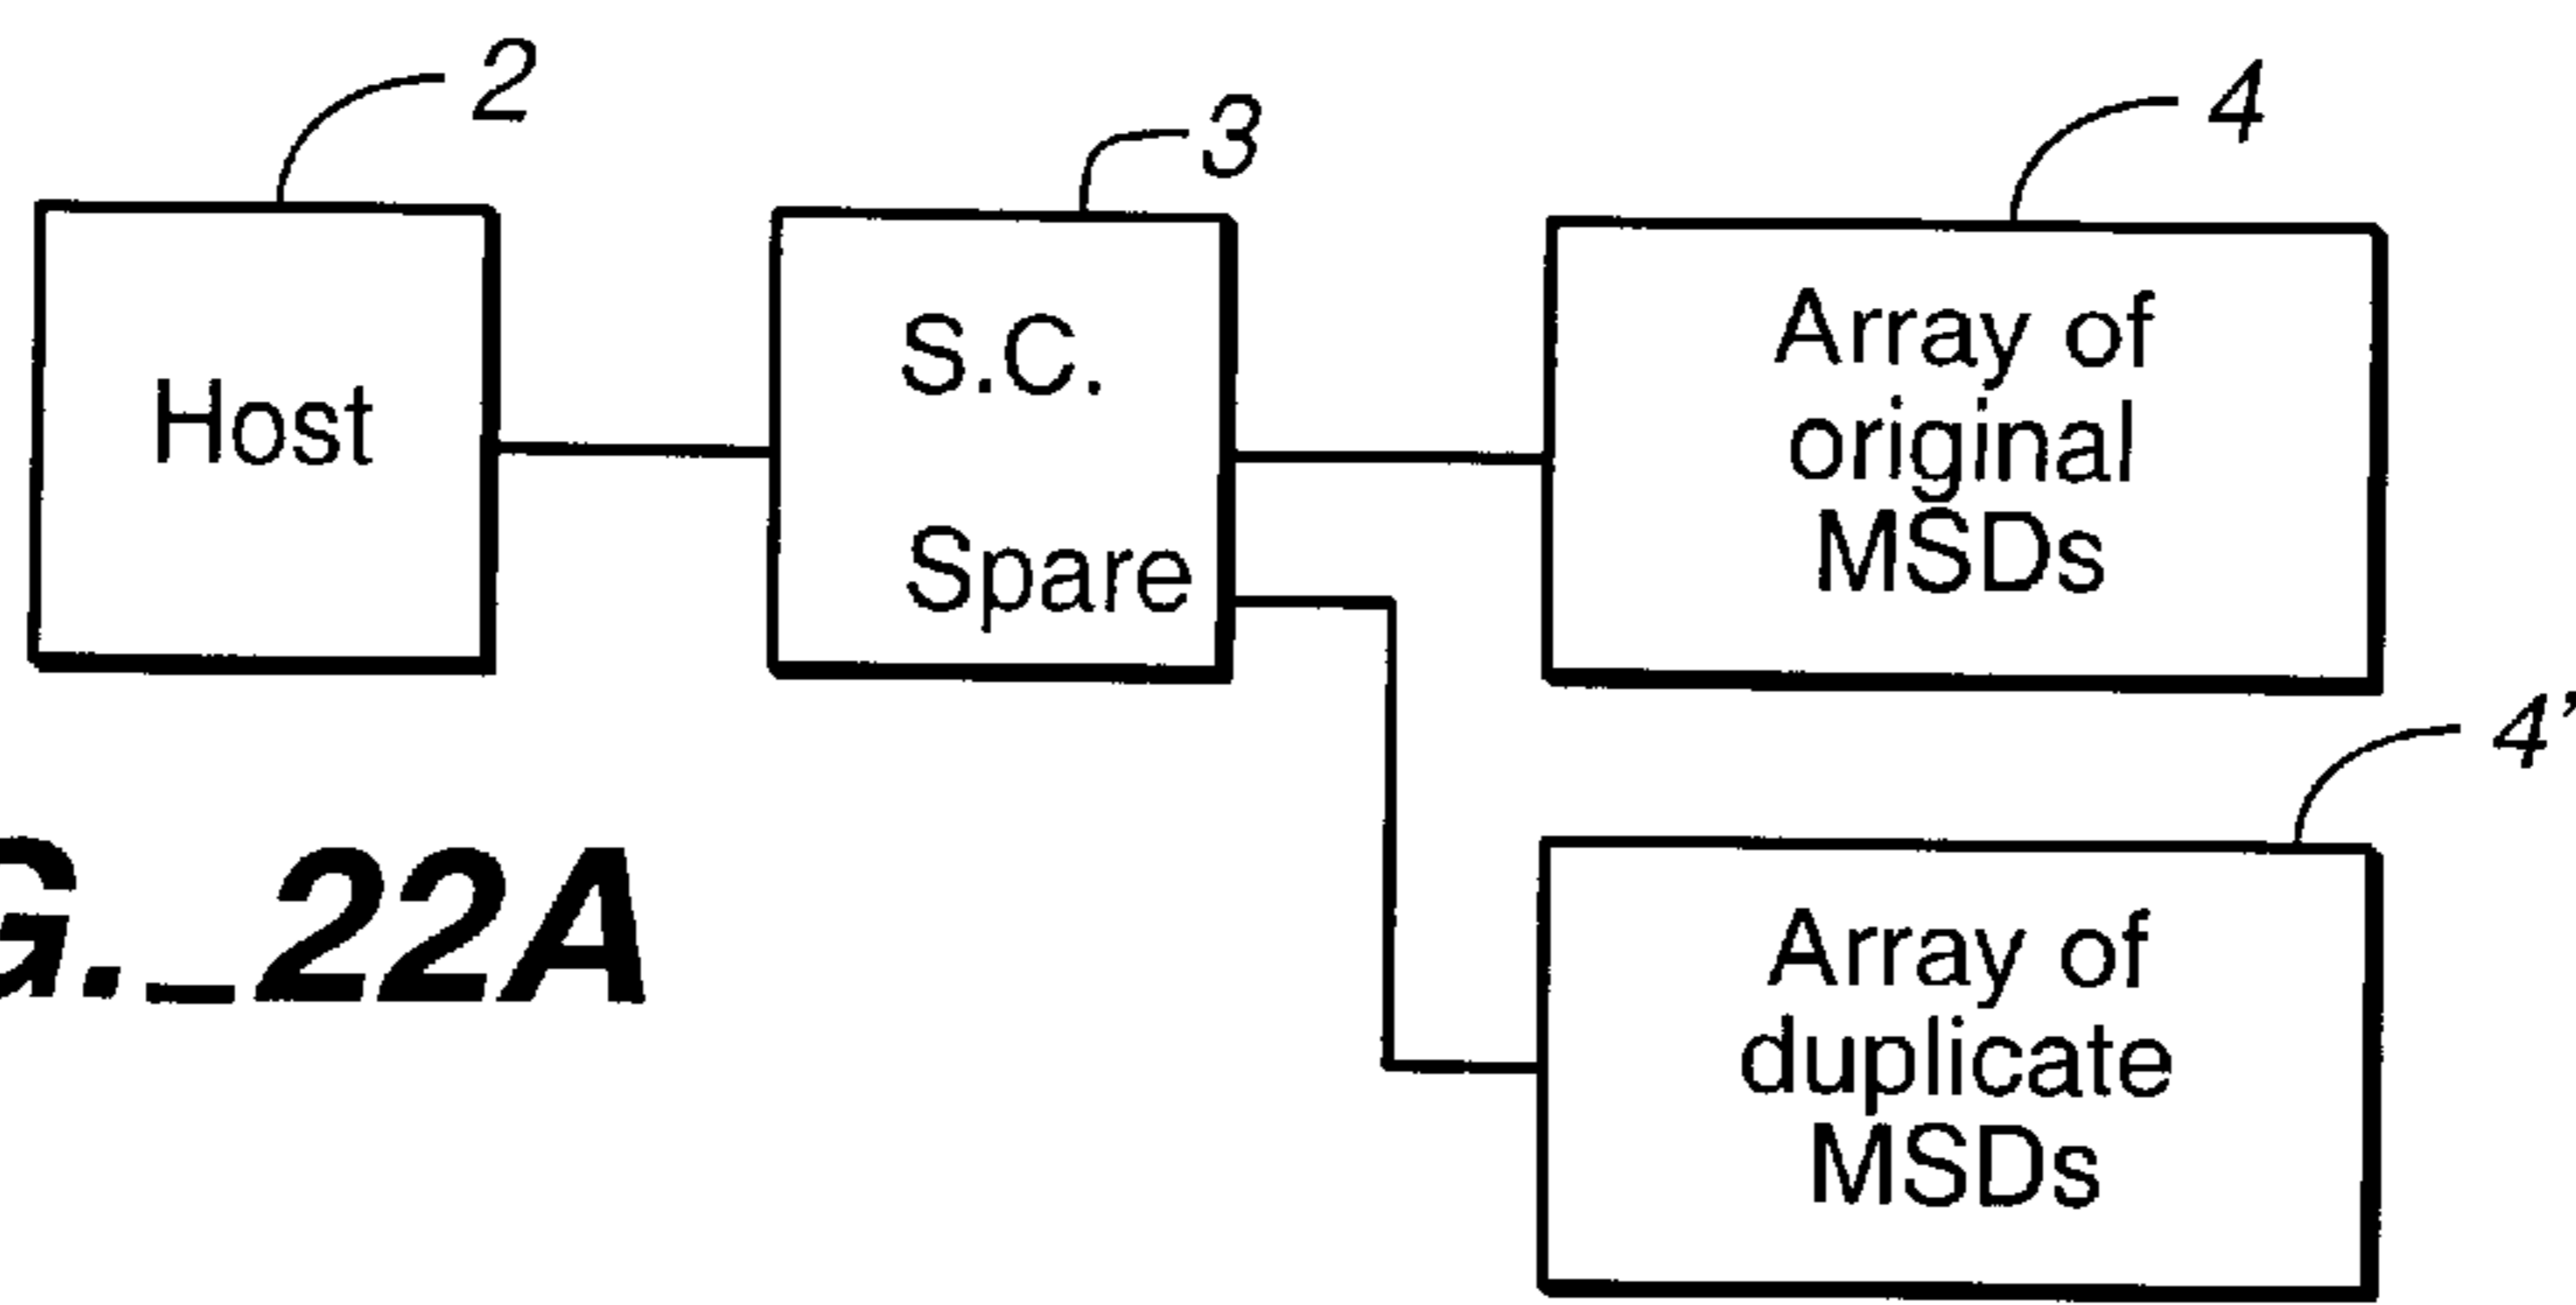 2
3
4
Host
S.C.
Spare
Array of
original
MSDs
4'
G._22A
Array of
duplicate
MSDs